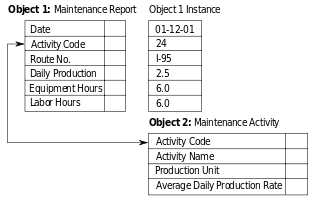 Object 1: Maintenance Report Object 1 Instance
Date 01-12-01
Activity Code 24
Route No. I-95
Daily Production 2.5
Equipment Hours 6.0
Labor Hours 6.0
Object 2: Maintenance Activity
Activity Code
Activity Name
Production Unit
Average Daily Production Rate